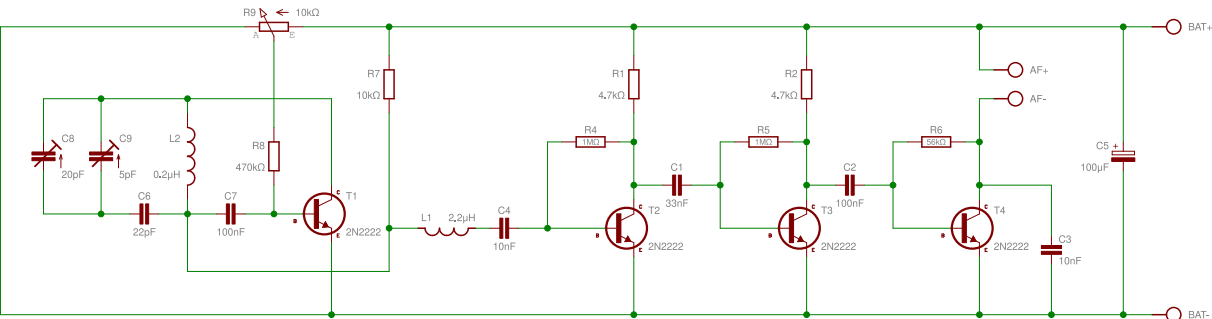 R9 10kΩ
A E
BAT+
R7
10kΩ
R1
4.7kΩ
R2
4.7kΩ
AF+
AF-
C8
20pF
C9
5pF
L2
0.2µH
R8
470kΩ
R4
1MΩ
R5
1MΩ
R6
56kΩ
C5 +
100µF
C6
22pF
C7
100nF
C
T1
B
2N2222
E
L1 2.2µH
C4
10nF
C1
33nF
C2
100nF
C
T2
B
2N2222
E
C
T3
B
2N2222
E
C
T4
B
2N2222
E
C3
10nF
BAT-